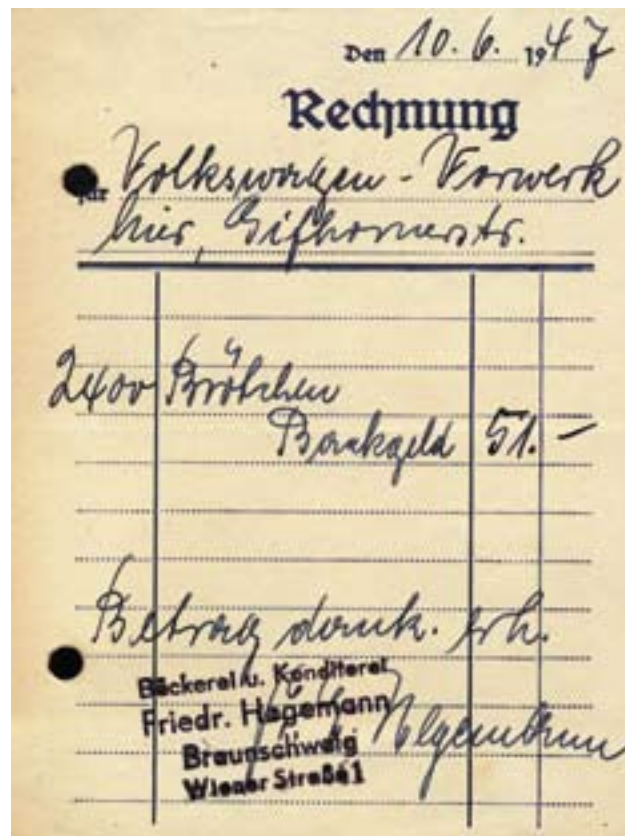 Den 10. 6. 1947
Rechnung
für Volkswagen - Vorwerk
hier, Gifhornerstr.
2400 Brötchen
Backgeld 51.-
Betrag dank. erh.
Bäckerei u. Konditorei
Friedr. Hagemann
Braunschweig
Wiener Straße 1